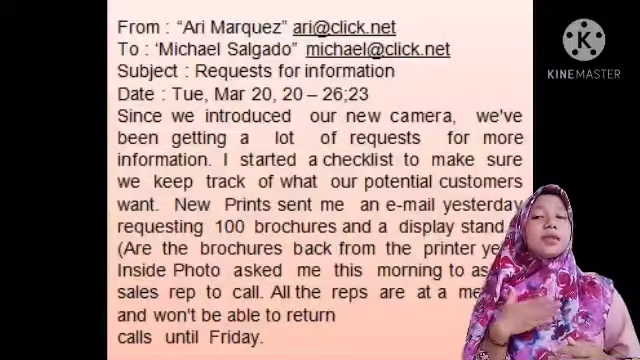 From : “Ari Marquez” ari@click.net
To : ‘Michael Salgado” michael@click.net
Subject : Requests for information
Date : Tue, Mar 20, 20 – 26;23
Since we introduced our new camera, we've
been getting a lot of requests for more
information. I started a checklist to make sure
we keep track of what our potential customers
want. New Prints sent me an e-mail yesterday
requesting 100 brochures and a display stand.
(Are the brochures back from the printer
Inside Photo asked me this morning to
sales rep to call. All the reps are at a
and won't be able to return
calls until Friday.
KINEMASTER